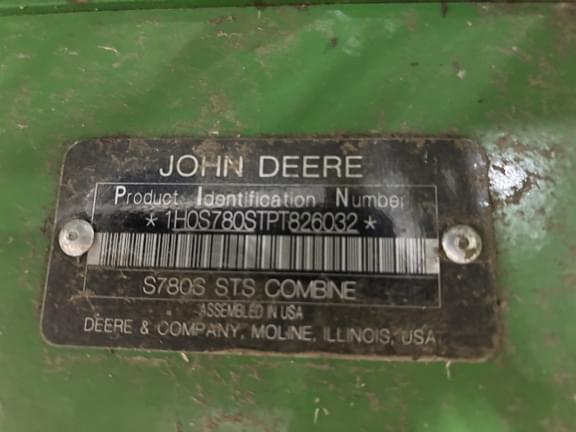 JOHN DEERE
Product Identification Number
*1H0S780STPT826032*
S780S STS COMBINE
ASSEMBLED IN USA
DEERE & COMPANY, MOLINE, ILLINOIS, USA